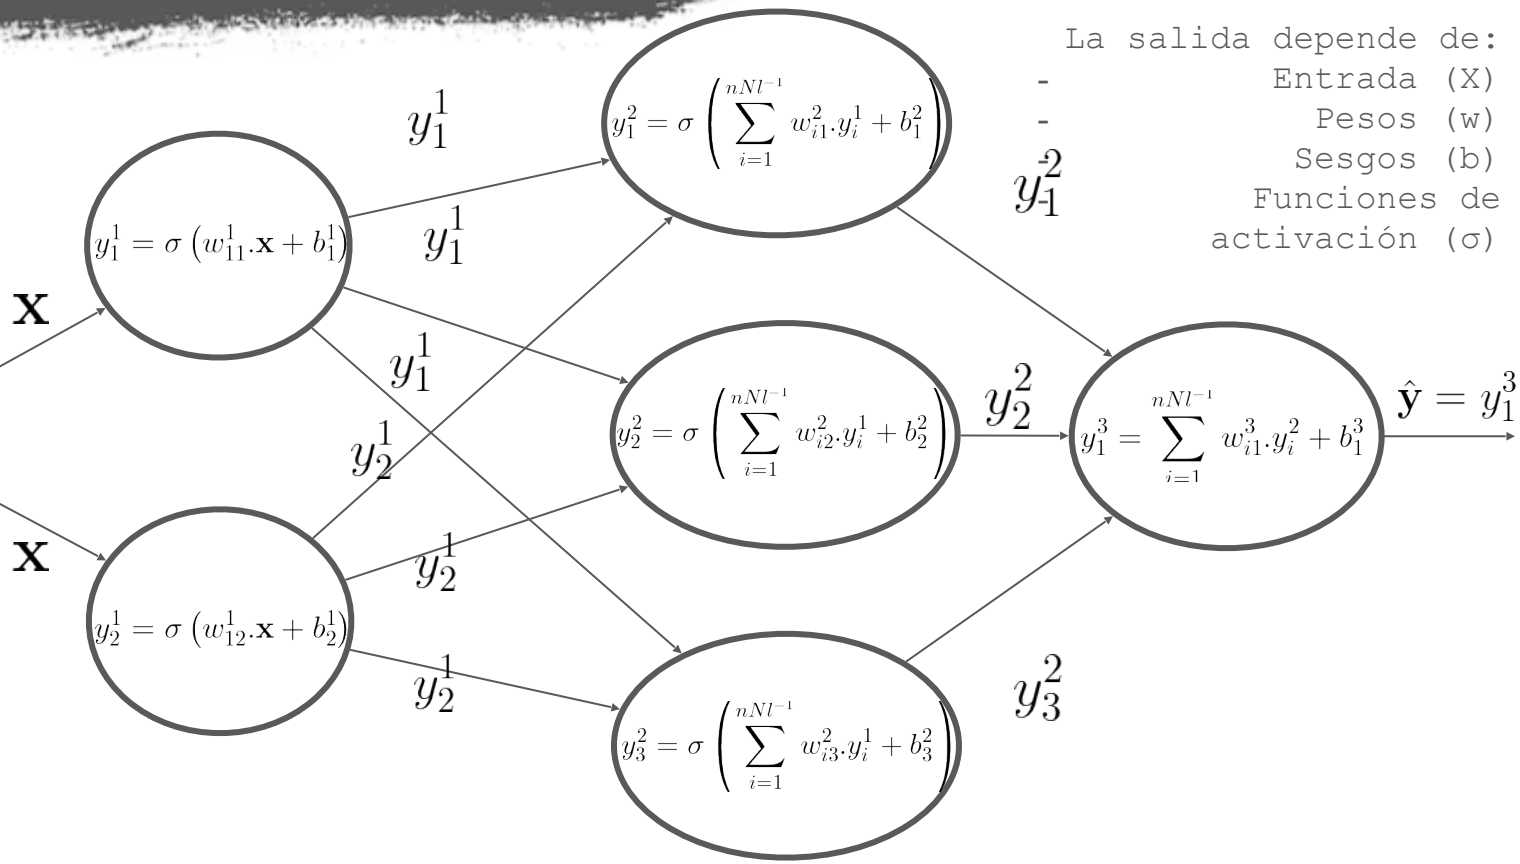 La salida depende de:
- Entrada (X)
- Pesos (w)
- Sesgos (b)
- Funciones de
activación (σ)
x
x
y_1^1 = σ (w_{11}^1.x + b_1^1)
y_2^1 = σ (w_{12}^1.x + b_2^1)
y_1^1
y_1^1
y_1^1
y_2^1
y_2^1
y_2^1
y_1^2 = σ ( ∑_{i=1}^{nNl^{-1}} w_{i1}^2.y_i^1 + b_1^2 )
y_2^2 = σ ( ∑_{i=1}^{nNl^{-1}} w_{i2}^2.y_i^1 + b_2^2 )
y_3^2 = σ ( ∑_{i=1}^{nNl^{-1}} w_{i3}^2.y_i^1 + b_3^2 )
y_1^2
y_2^2
y_3^2
y_1^3 = ∑_{i=1}^{nNl^{-1}} w_{i1}^3.y_i^2 + b_1^3
ŷ = y_1^3